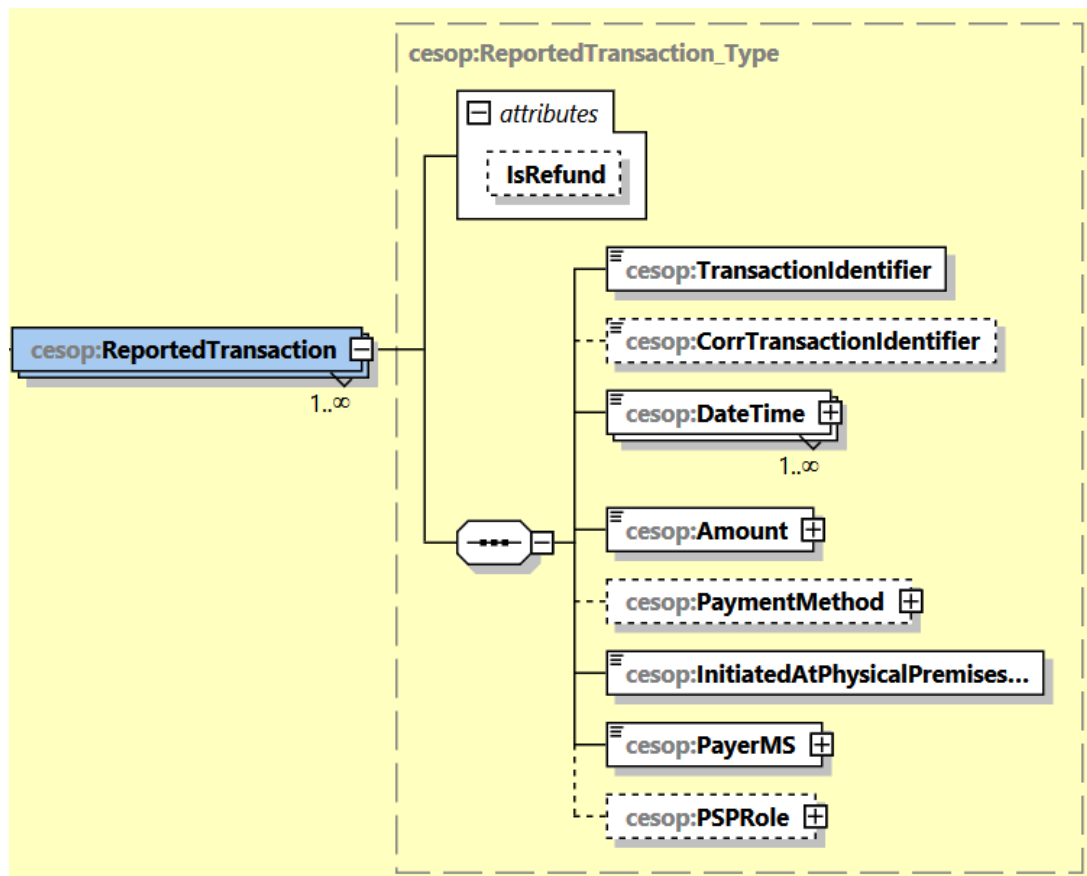 cesop:ReportedTransaction_Type
attributes
IsRefund
cesop:TransactionIdentifier
cesop:CorrTransactionIdentifier
cesop:ReportedTransaction
1..∞
cesop:DateTime
1..∞
cesop:Amount
cesop:PaymentMethod
cesop:InitiatedAtPhysicalPremises...
cesop:PayerMS
cesop:PSPRole